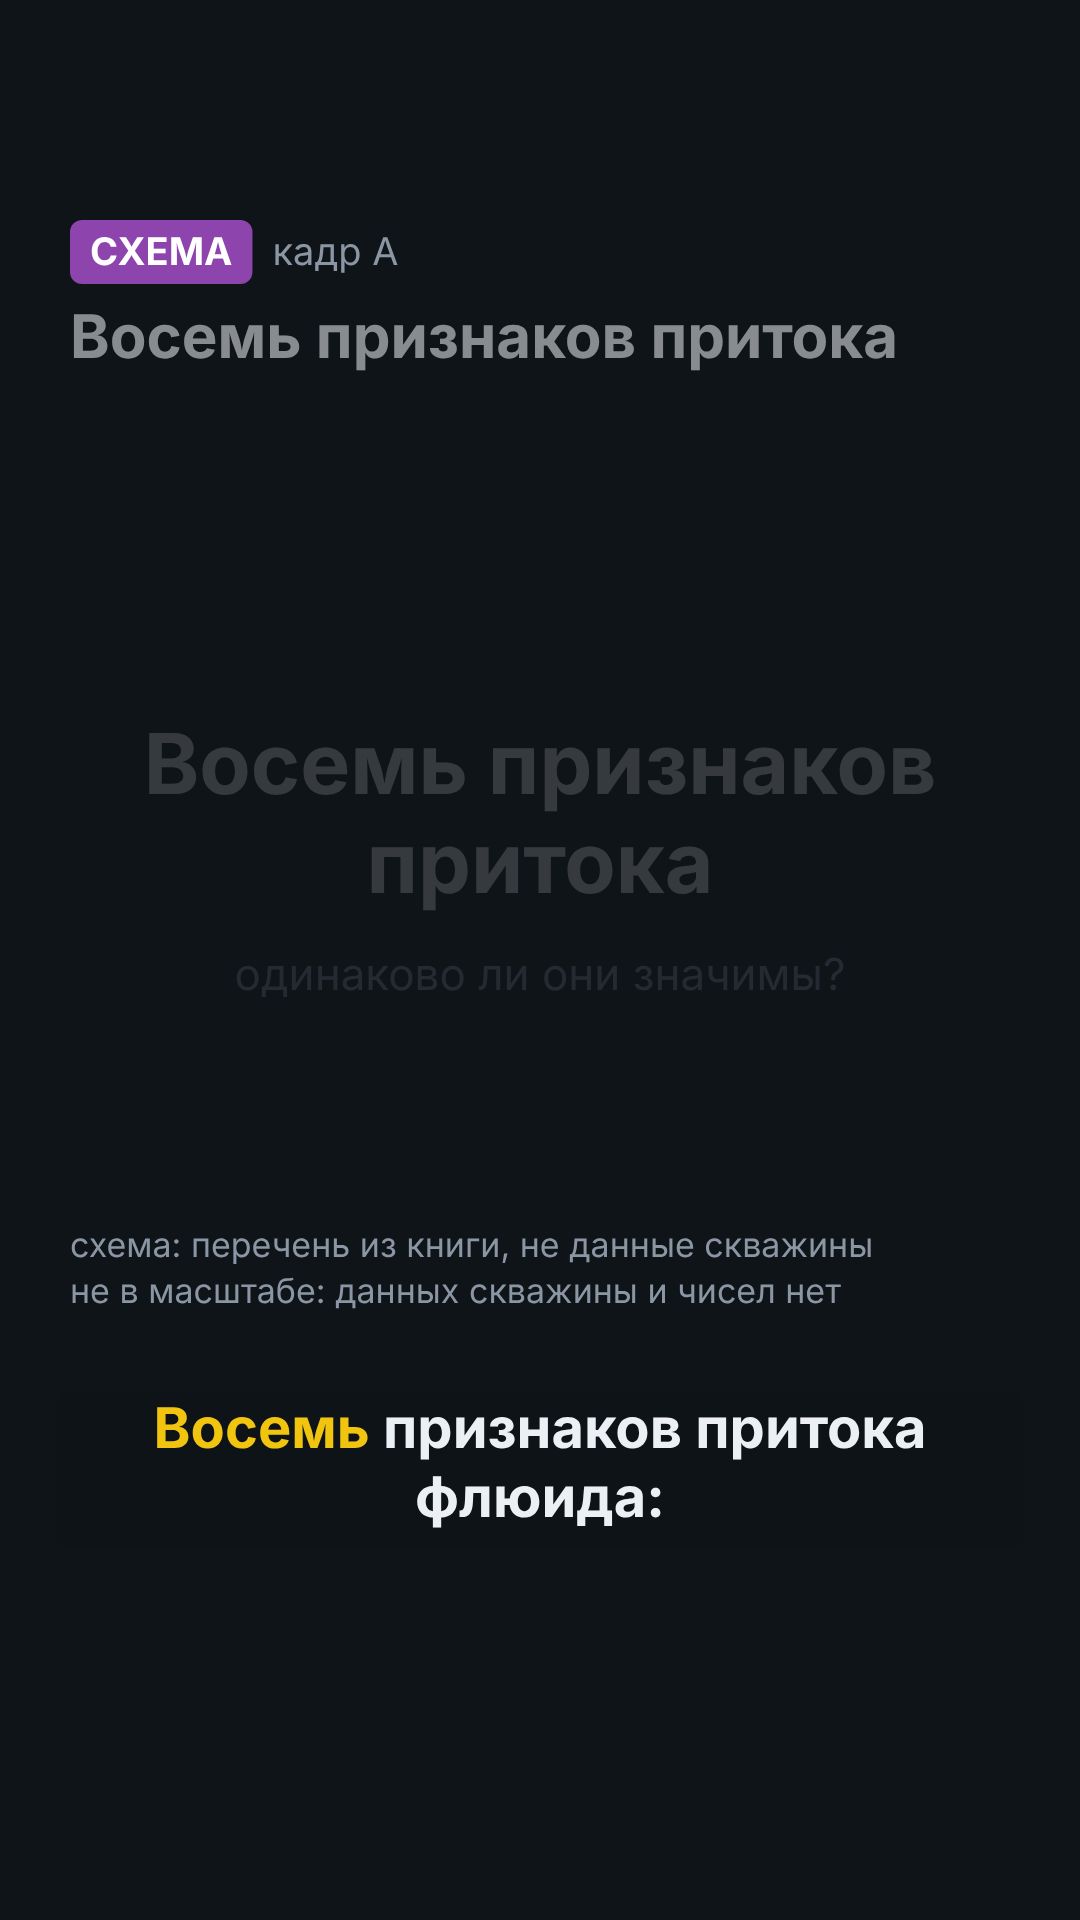 СХЕМА кадр А
Восемь признаков притока
Восемь признаков
притока
одинаково ли они значимы?
схема: перечень из книги, не данные скважины
не в масштабе: данных скважины и чисел нет
Восемь признаков притока
флюида: